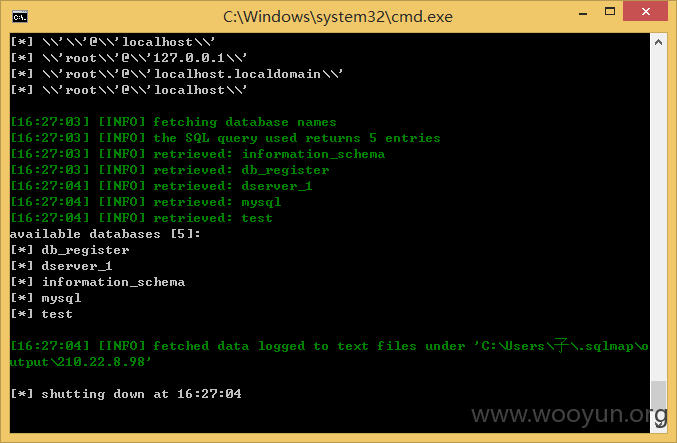 C:\Windows\system32\cmd.exe
[*] \\'\\'@\\'localhost\\'
[*] \\'root\\'@\\'127.0.0.1\\'
[*] \\'root\\'@\\'localhost.localdomain\\'
[*] \\'root\\'@\\'localhost\\'
[16:27:03] [INFO] fetching database names
[16:27:03] [INFO] the SQL query used returns 5 entries
[16:27:03] [INFO] retrieved: information_schema
[16:27:03] [INFO] retrieved: db_register
[16:27:04] [INFO] retrieved: dserver_1
[16:27:04] [INFO] retrieved: mysql
[16:27:04] [INFO] retrieved: test
available databases [5]:
[*] db_register
[*] dserver_1
[*] information_schema
[*] mysql
[*] test
[16:27:04] [INFO] fetched data logged to text files under 'C:\Users\子\.sqlmap\o
utput\210.22.8.98'
[*] shutting down at 16:27:04
www.wooyun.org